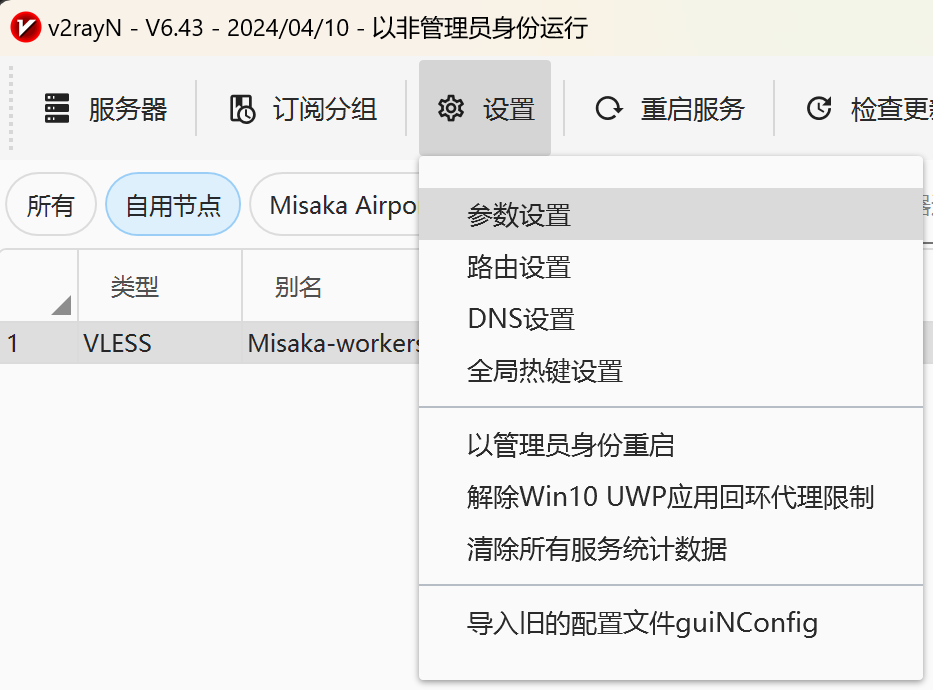 v2rayN - V6.43 - 2024/04/10 - 以非管理员身份运行
服务器 订阅分组 设置 重启服务 检查更
所有 自用节点 Misaka Airpo
类型 别名
1 VLESS Misaka-workers
参数设置
路由设置
DNS设置
全局热键设置
以管理员身份重启
解除Win10 UWP应用回环代理限制
清除所有服务统计数据
导入旧的配置文件guiNConfig